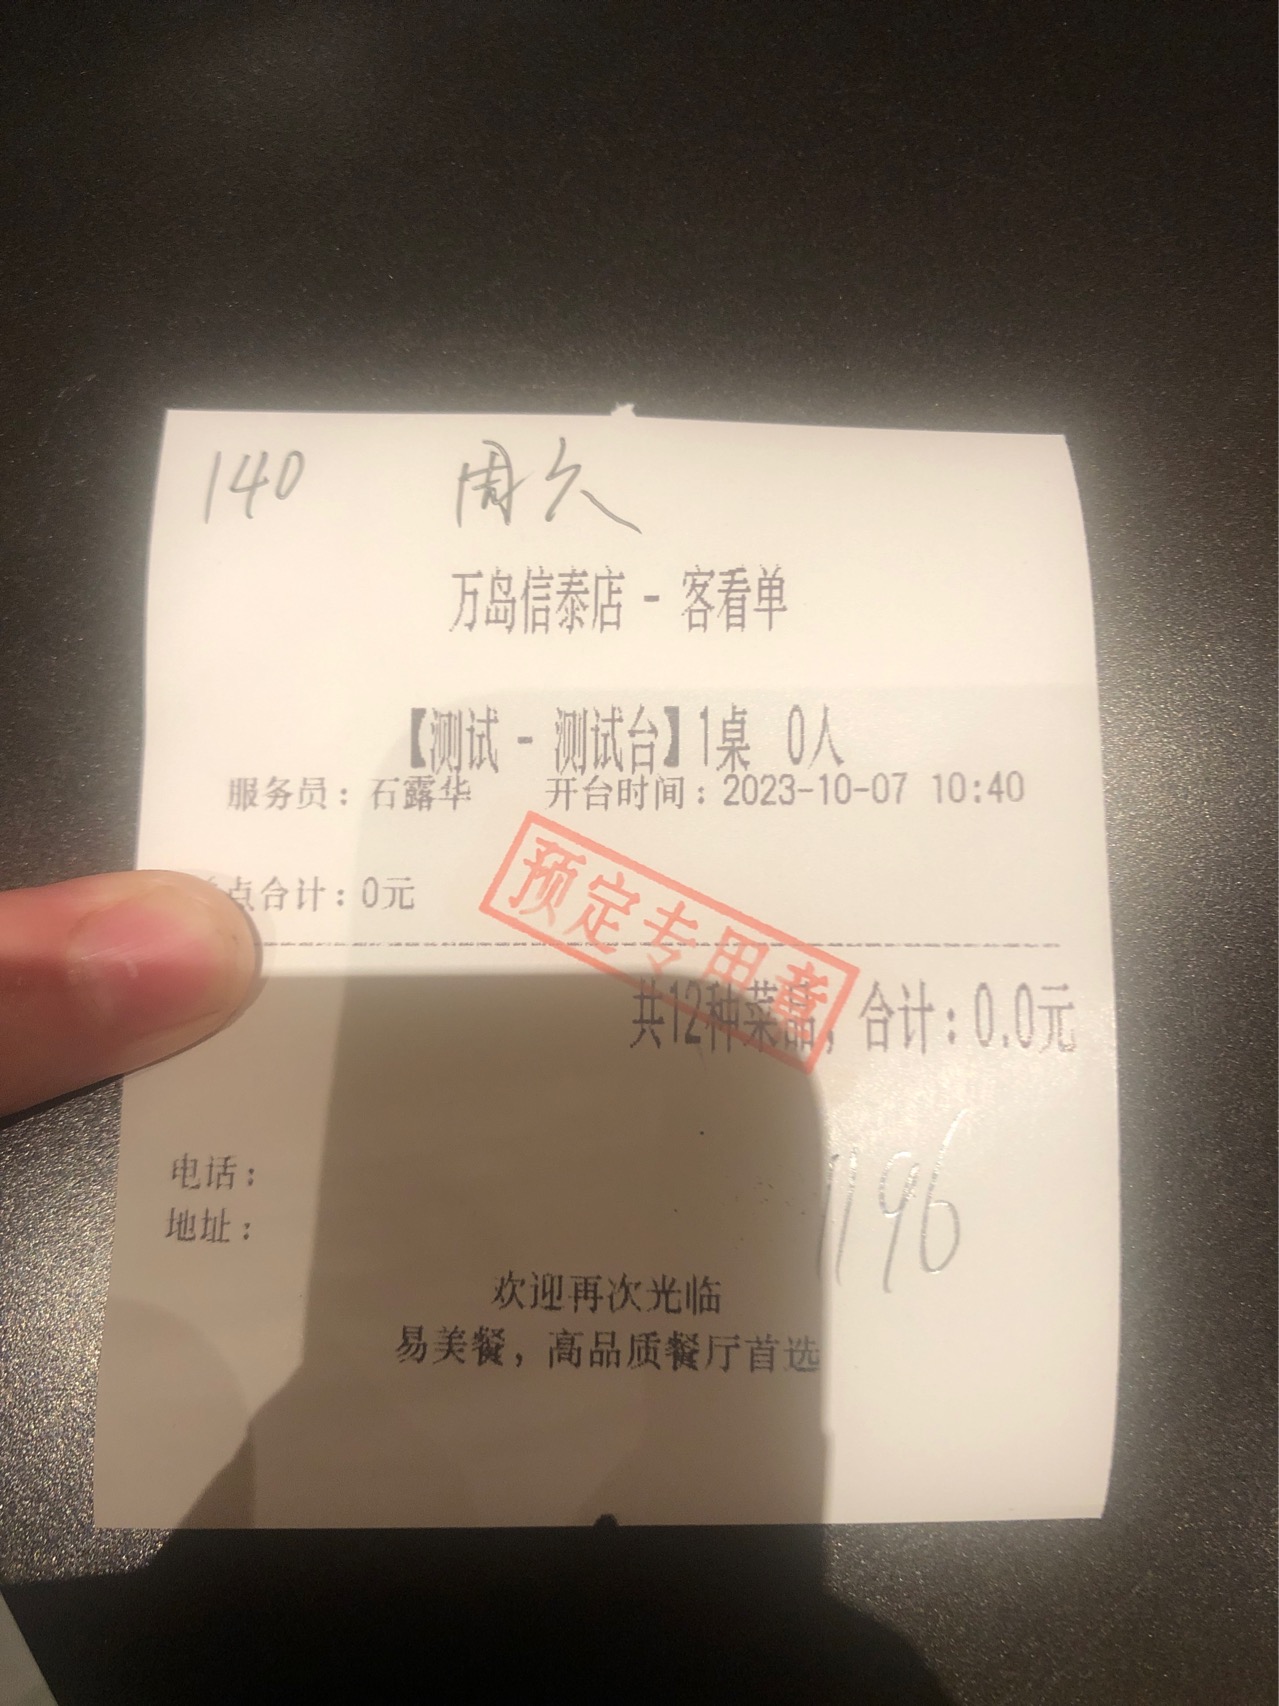 140 周久
万岛信泰店 - 客看单
【测试 - 测试台】1桌 0人
服务员：石露华 开台时间：2023-10-07 10:40
点合计：0元
预定专用章
共12种菜品，合计：0.0元
1196
电话：
地址：
欢迎再次光临
易美餐，高品质餐厅首选